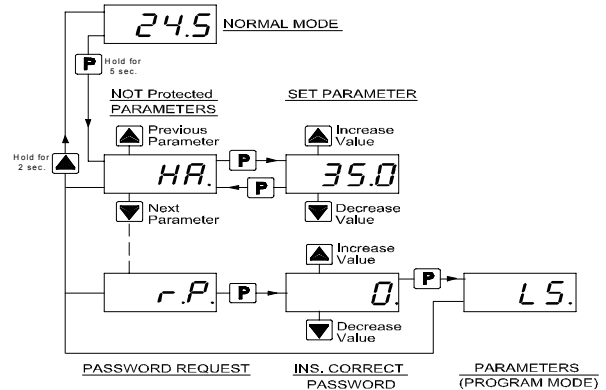 24.5
NORMAL MODE
P
Hold for
5 sec.
NOT Protected
PARAMETERS
SET PARAMETER
Previous
Parameter
Increase
Value
Hold for
2 sec.
HA.
P
P
35.0
Next
Parameter
Decrease
Value
Increase
Value
r.P.
P
0.
P
LS.
Decrease
Value
PASSWORD REQUEST
INS. CORRECT
PASSWORD
PARAMETERS
(PROGRAM MODE)